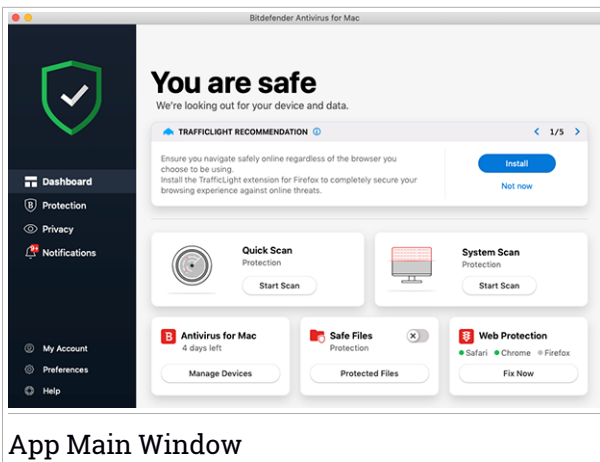 Bitdefender Antivirus for Mac
You are safe
We're looking out for your device and data.
TRAFFICLIGHT RECOMMENDATION
1/5
Ensure you navigate safely online regardless of the browser you
choose to be using.
Install the TrafficLight extension for Firefox to completely secure your
browsing experience against online threats.
Install
Not now
Dashboard
B Protection
Privacy
9+
Notifications
My Account
Preferences
Help
Quick Scan
Protection
Start Scan
System Scan
Protection
Start Scan
B Antivirus for Mac
4 days left
Manage Devices
Safe Files
Protection
Protected Files
Web Protection
Safari Chrome Firefox
Fix Now
App Main Window